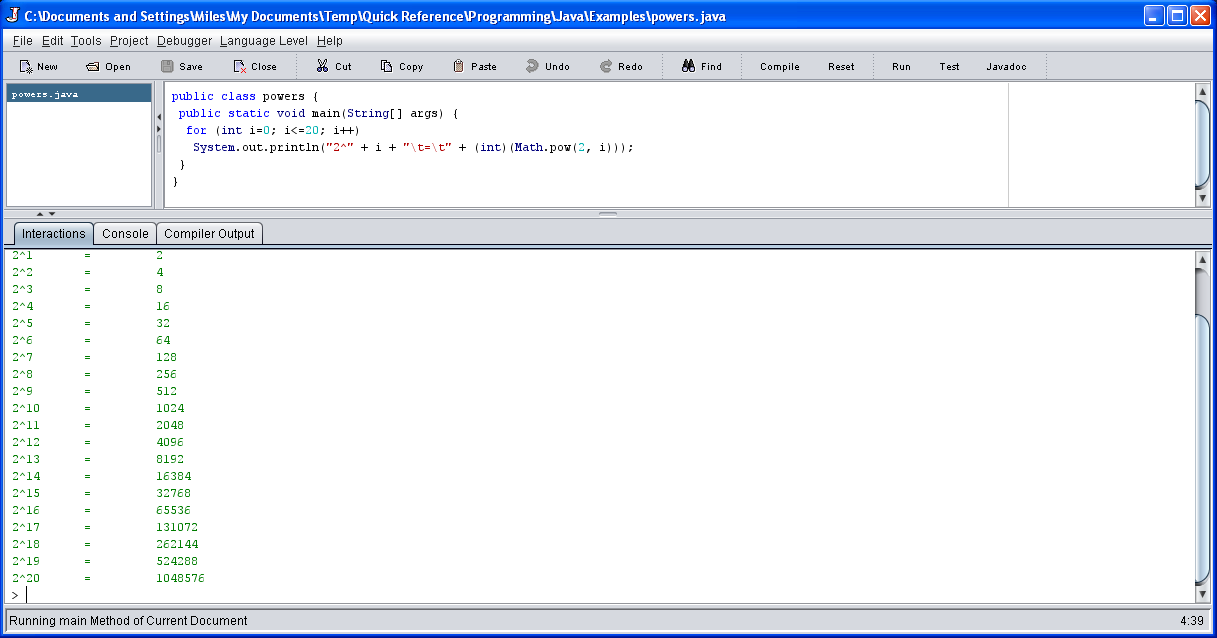 C:\Documents and Settings\Miles\My Documents\Temp\Quick Reference\Programming\Java\Examples\powers.java
File Edit Tools Project Debugger Language Level Help
New Open Save Close Cut Copy Paste Undo Redo Find Compile Reset Run Test Javadoc
powers.java
public class powers {
public static void main(String[] args) {
for (int i=0; i<=20; i++)
System.out.println("2^" + i + "\t=\t" + (int)(Math.pow(2, i)));
}
}
Interactions Console Compiler Output
2^1 = 2
2^2 = 4
2^3 = 8
2^4 = 16
2^5 = 32
2^6 = 64
2^7 = 128
2^8 = 256
2^9 = 512
2^10 = 1024
2^11 = 2048
2^12 = 4096
2^13 = 8192
2^14 = 16384
2^15 = 32768
2^16 = 65536
2^17 = 131072
2^18 = 262144
2^19 = 524288
2^20 = 1048576
>
Running main Method of Current Document 4:39